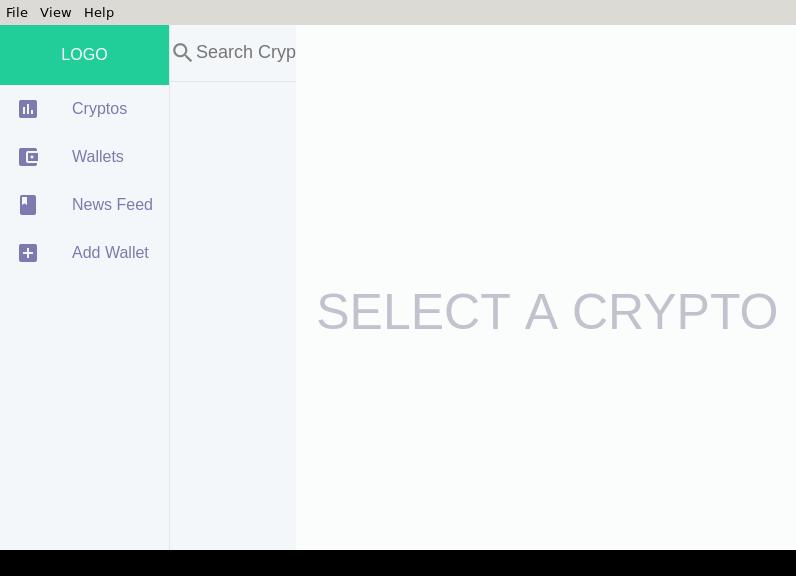 File View Help
LOGO
Search Cryp
Cryptos
Wallets
News Feed
Add Wallet
SELECT A CRYPTO